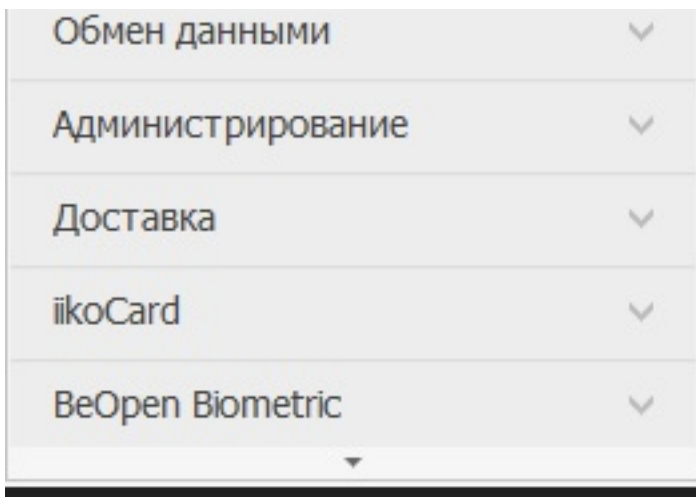 Обмен данными
Администрирование
Доставка
iikoCard
BeOpen Biometric